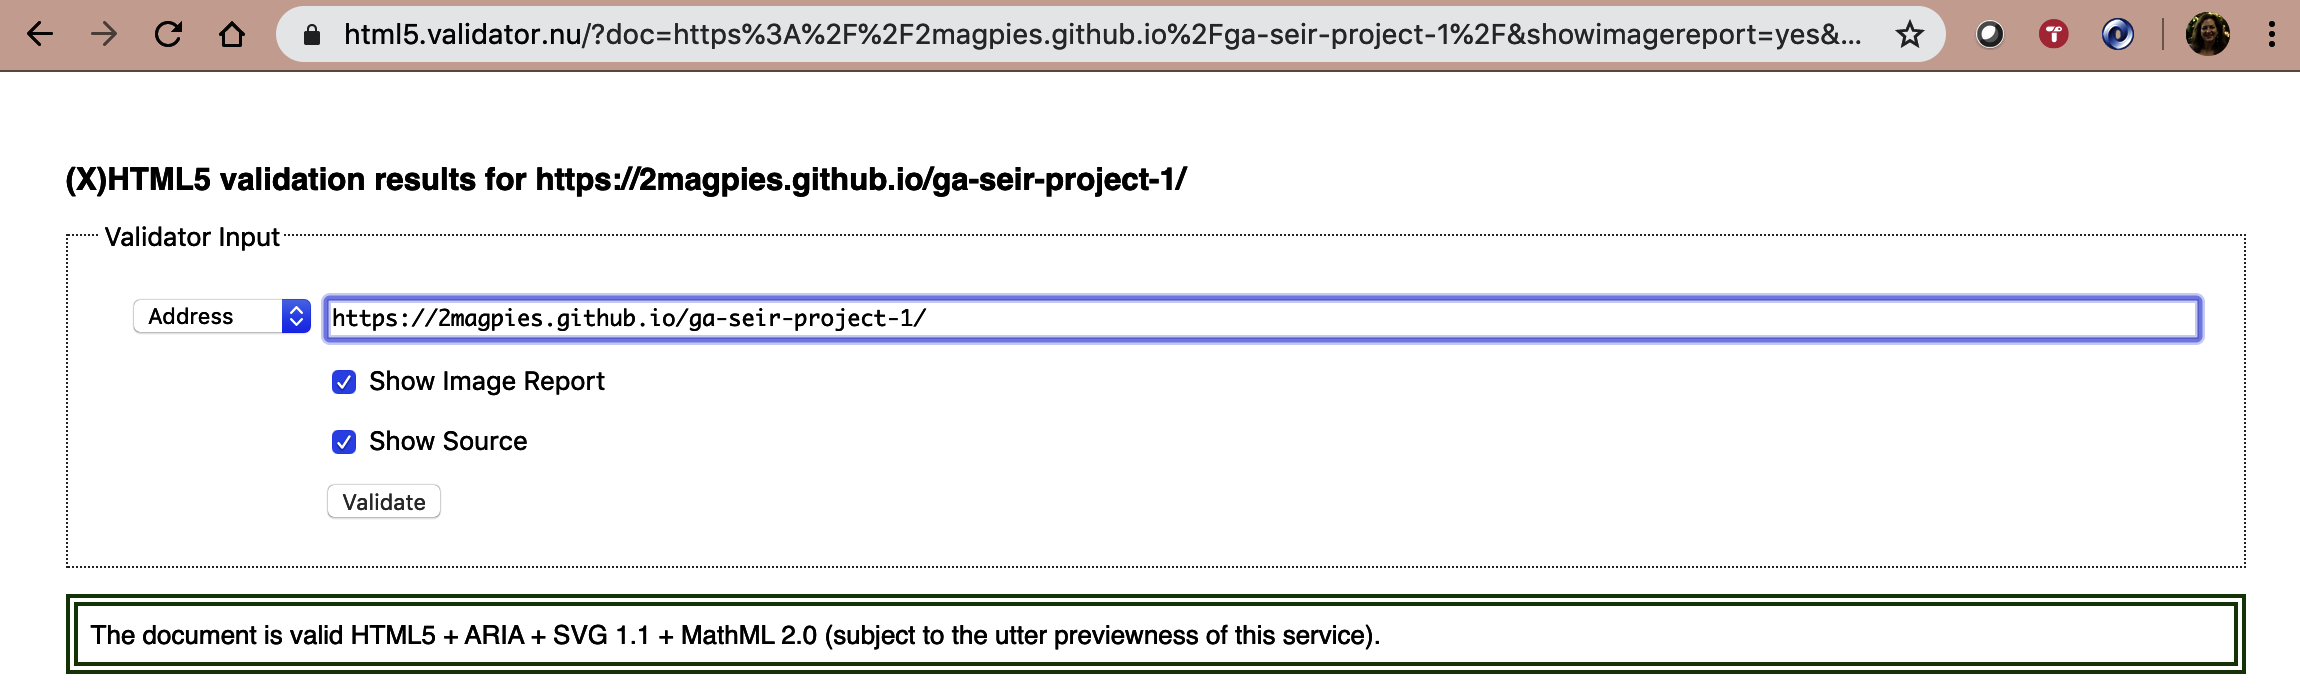 html5.validator.nu/?doc=https%3A%2F%2F2magpies.github.io%2Fga-seir-project-1%2F&showimagereport=yes&...
(X)HTML5 validation results for https://2magpies.github.io/ga-seir-project-1/
Validator Input
Address https://2magpies.github.io/ga-seir-project-1/
Show Image Report
Show Source
Validate
The document is valid HTML5 + ARIA + SVG 1.1 + MathML 2.0 (subject to the utter previewness of this service).